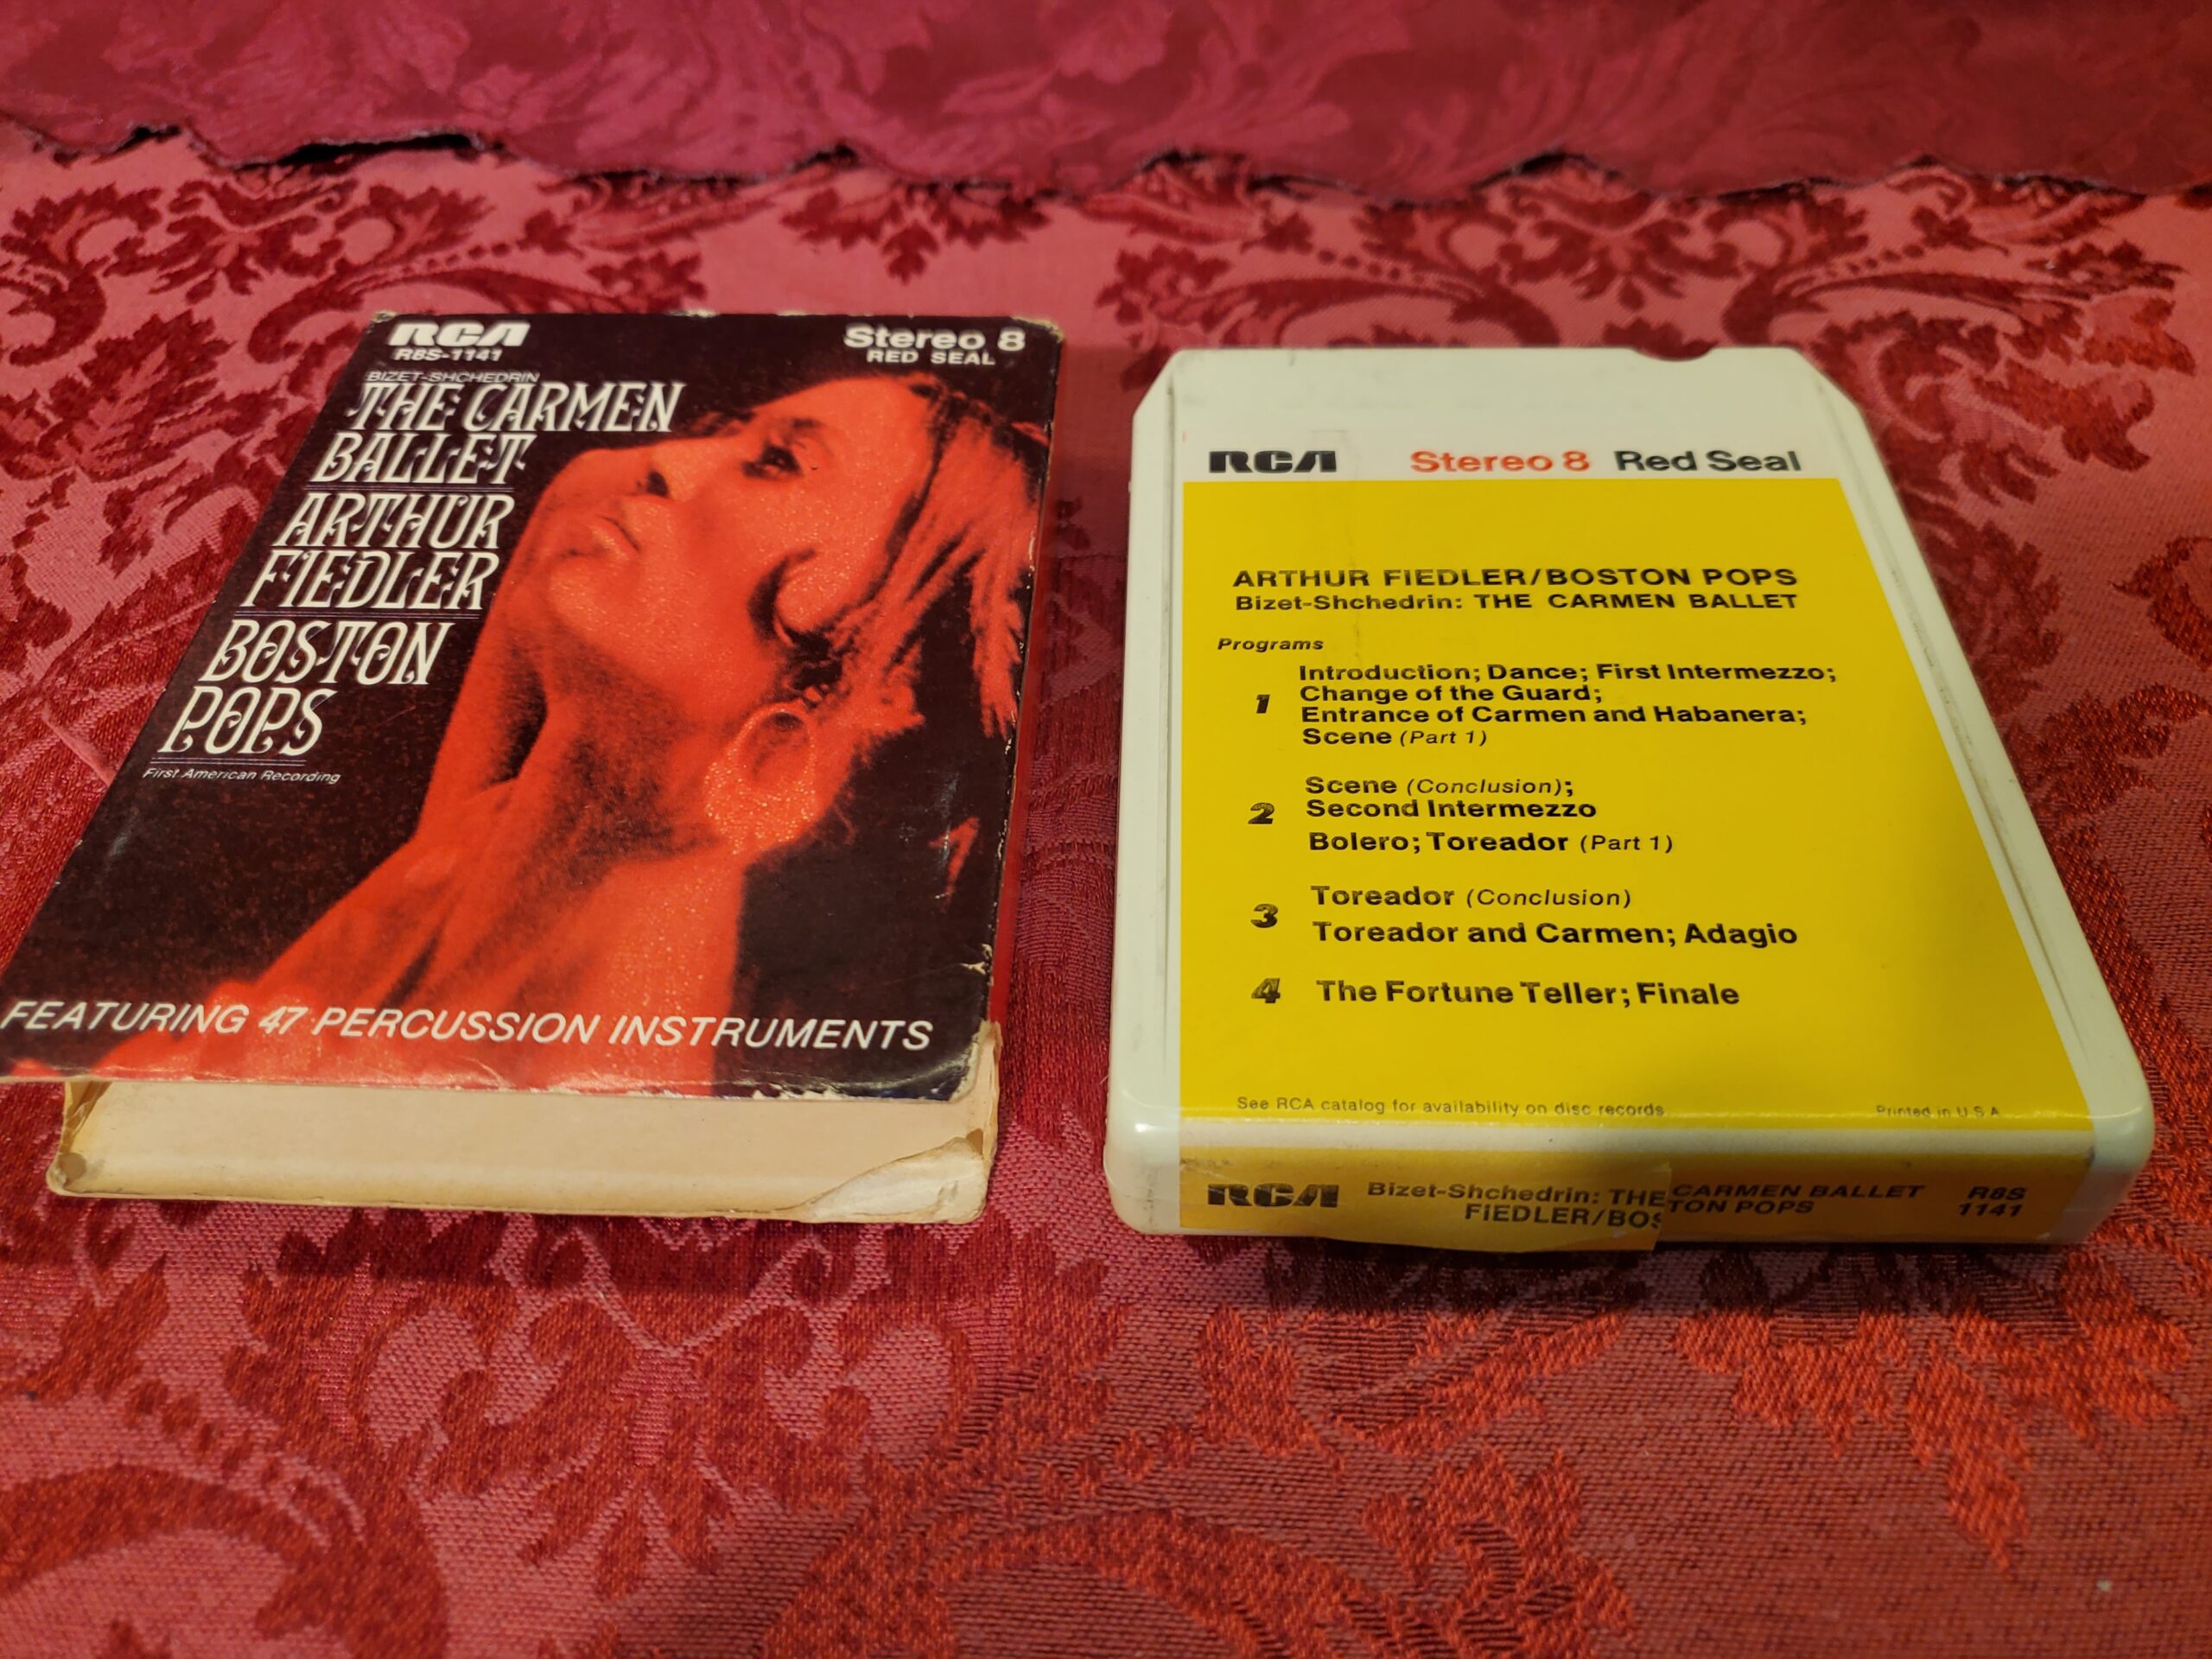 RCA
R8S-1141
Stereo 8
RED SEAL
BIZET-SHCHEDRIN
THE CARMEN
BALLET
ARTHUR
FIEDLER
BOSTON
POPS
First American Recording
FEATURING 47 PERCUSSION INSTRUMENTS
RCA Stereo 8 Red Seal
ARTHUR FIEDLER/BOSTON POPS
Bizet-Shchedrin: THE CARMEN BALLET
Programs
1 Introduction; Dance; First Intermezzo;
Change of the Guard;
Entrance of Carmen and Habanera;
Scene (Part 1)
2 Scene (Conclusion);
Second Intermezzo
Bolero; Toreador (Part 1)
3 Toreador (Conclusion)
Toreador and Carmen; Adagio
4 The Fortune Teller; Finale
See RCA catalog for availability on disc records
Printed in U.S.A.
RCA Bizet-Shchedrin: THE CARMEN BALLET R8S
FIEDLER/BOSTON POPS 1141